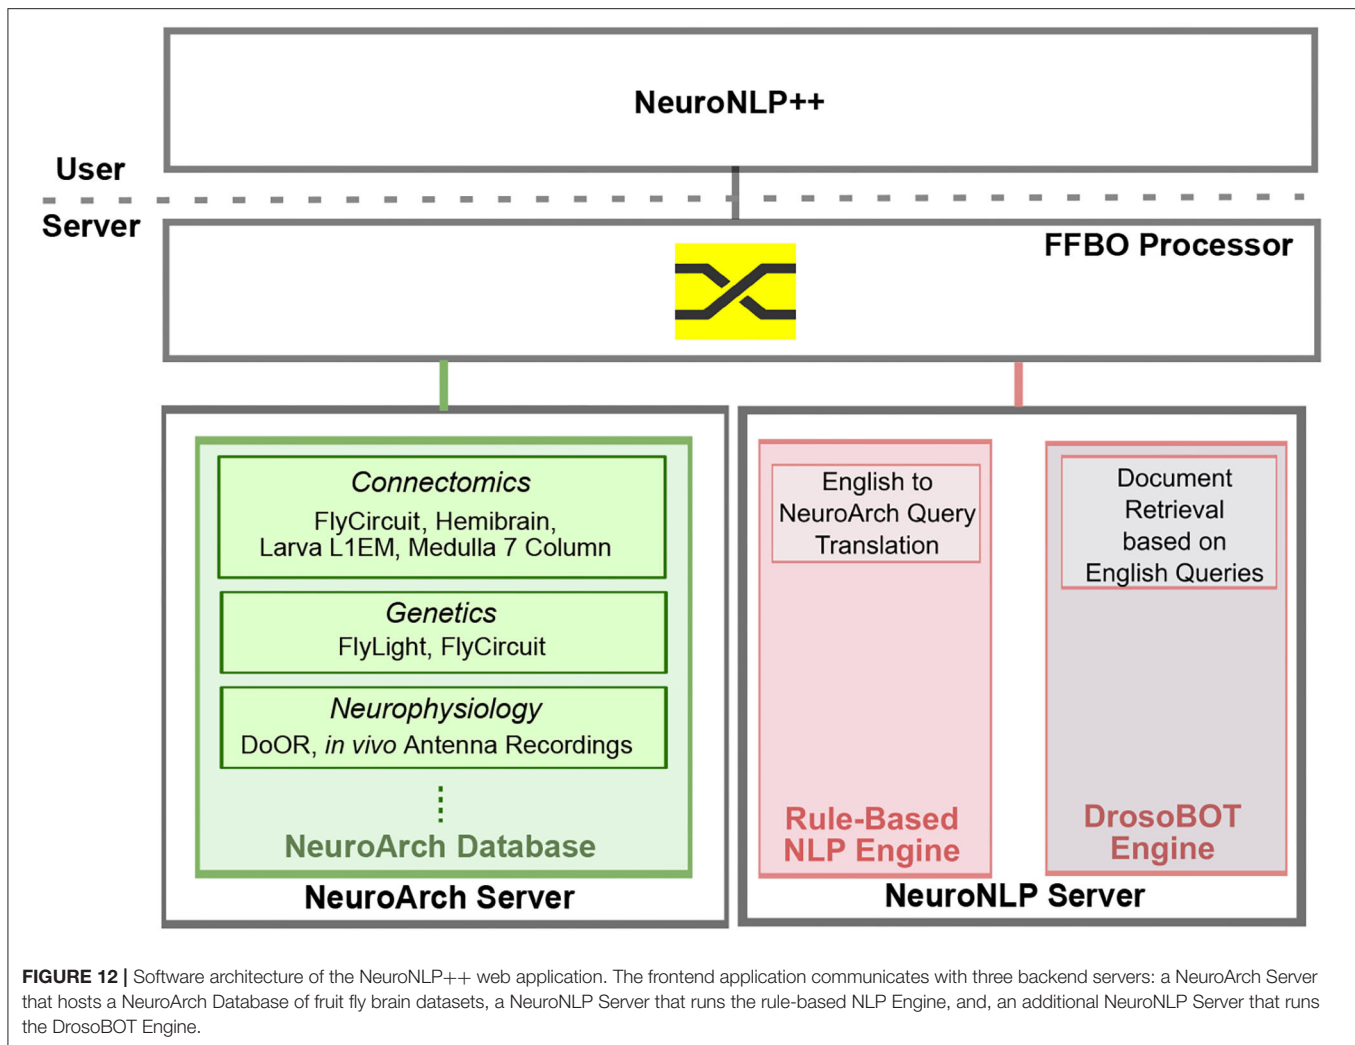 NeuroNLP++
User
Server
FFBO Processor
Connectomics
FlyCircuit, Hemibrain,
Larva L1EM, Medulla 7 Column
Genetics
FlyLight, FlyCircuit
Neurophysiology
DoOR, in vivo Antenna Recordings
NeuroArch Database
NeuroArch Server
English to
NeuroArch Query
Translation
Rule-Based
NLP Engine
Document
Retrieval
based on
English Queries
DrosoBOT
Engine
NeuroNLP Server
FIGURE 12 | Software architecture of the NeuroNLP++ web application. The frontend application communicates with three backend servers: a NeuroArch Server
that hosts a NeuroArch Database of fruit fly brain datasets, a NeuroNLP Server that runs the rule-based NLP Engine, and, an additional NeuroNLP Server that runs
the DrosoBOT Engine.